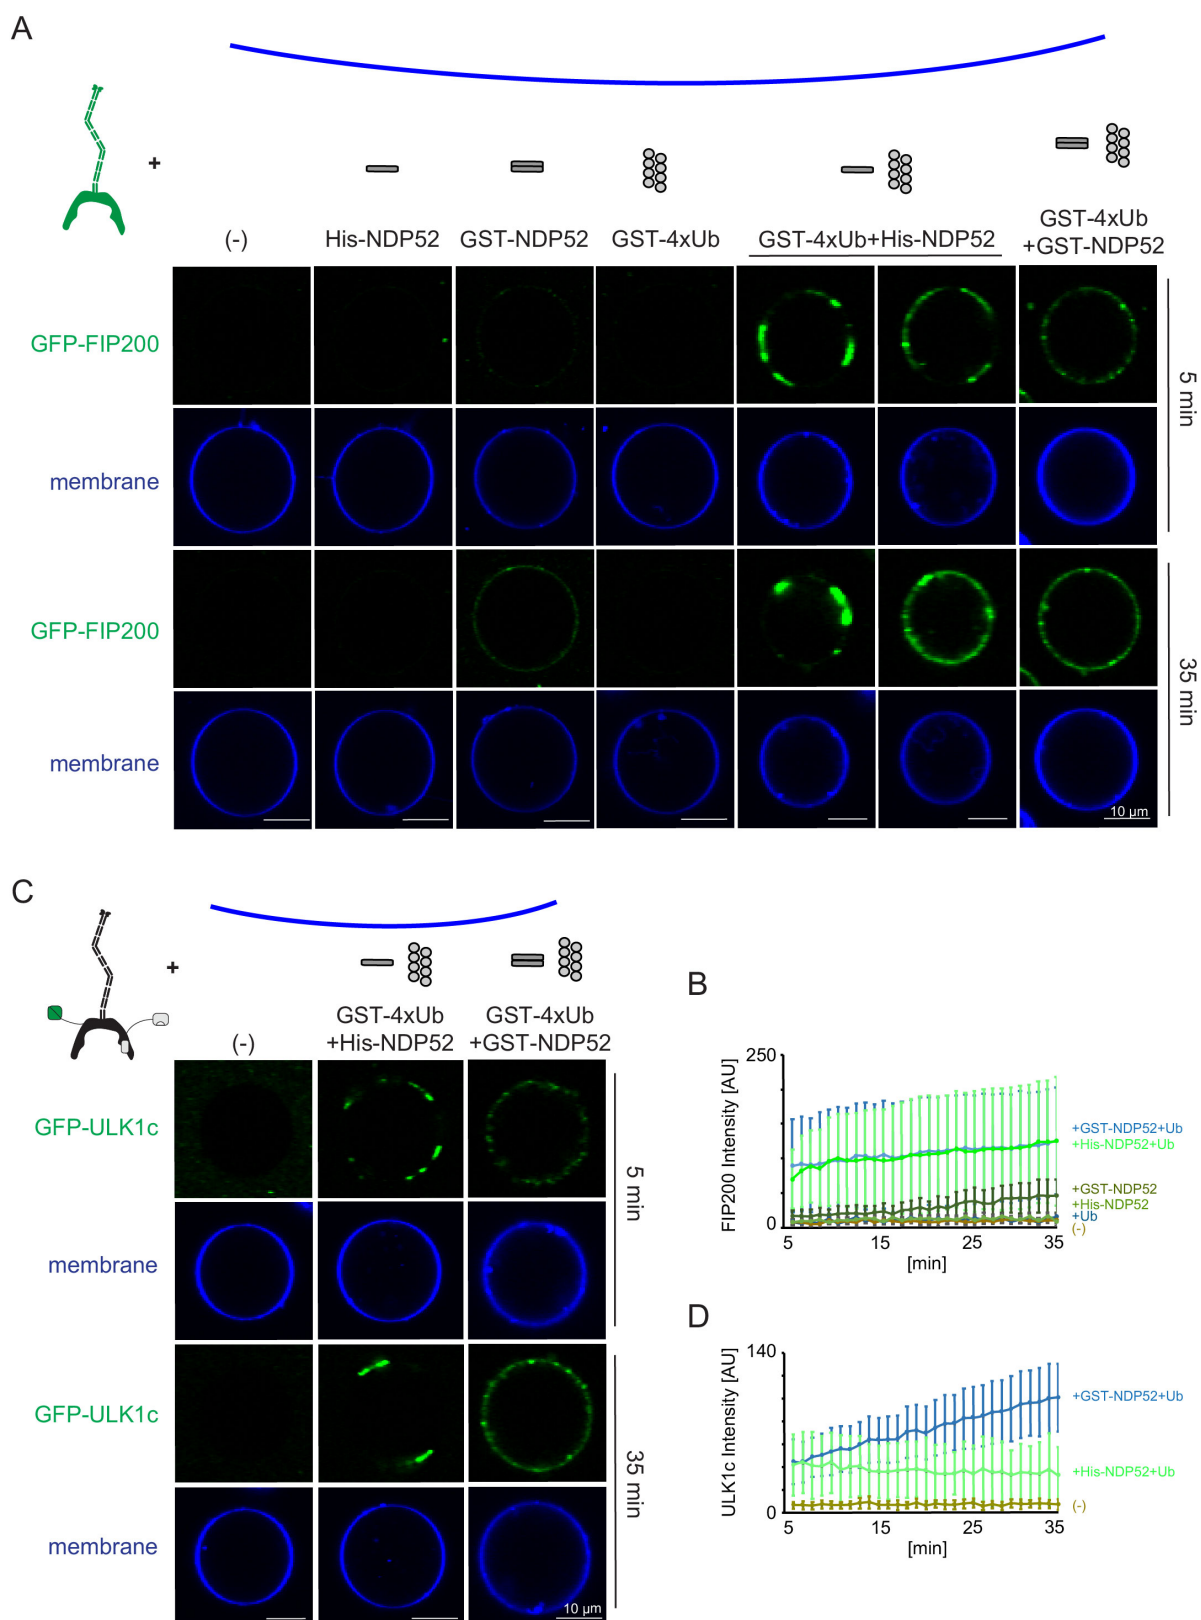 A
+
(-)
His-NDP52
GST-NDP52
GST-4xUb
GST-4xUb+His-NDP52
GST-4xUb
+GST-NDP52
GFP-FIP200
membrane
5 min
GFP-FIP200
membrane
35 min
10 µm
C
+
(-)
GST-4xUb
+His-NDP52
GST-4xUb
+GST-NDP52
GFP-ULK1c
membrane
5 min
GFP-ULK1c
membrane
35 min
10 µm
B
250
FIP200 Intensity [AU]
0
5
15
25
35
[min]
+GST-NDP52+Ub
+His-NDP52+Ub
+GST-NDP52
+His-NDP52
+Ub
(-)
D
140
ULK1c Intensity [AU]
0
5
15
25
35
[min]
+GST-NDP52+Ub
+His-NDP52+Ub
(-)